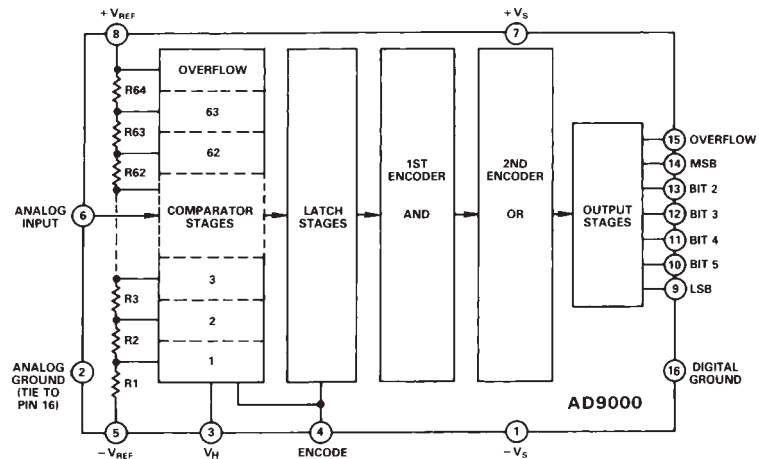 + VREF
+ VS
8
7
OVERFLOW
R64
63
R63
62
R62
1ST
ENCODER
AND
2ND
ENCODER
OR
15 OVERFLOW
14 MSB
13 BIT 2
12 BIT 3
11 BIT 4
10 BIT 5
9 LSB
OUTPUT
STAGES
ANALOG
INPUT
6
COMPARATOR
STAGES
LATCH
STAGES
3
R3
2
R2
1
R1
ANALOG
GROUND
(TIE TO
PIN 16)
2
16
DIGITAL
GROUND
AD9000
5
3
4
1
– VREF
VH
ENCODE
– VS